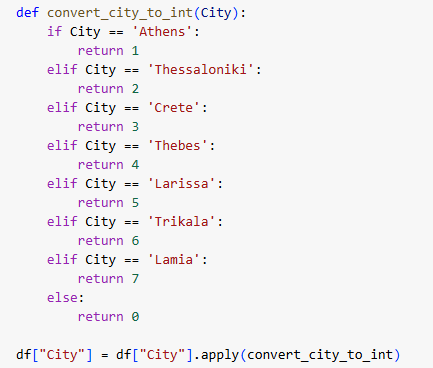 def convert_city_to_int(City):
    if City == 'Athens':
        return 1
    elif City == 'Thessaloniki':
        return 2
    elif City == 'Crete':
        return 3
    elif City == 'Thebes':
        return 4
    elif City == 'Larissa':
        return 5
    elif City == 'Trikala':
        return 6
    elif City == 'Lamia':
        return 7
    else:
        return 0

df["City"] = df["City"].apply(convert_city_to_int)